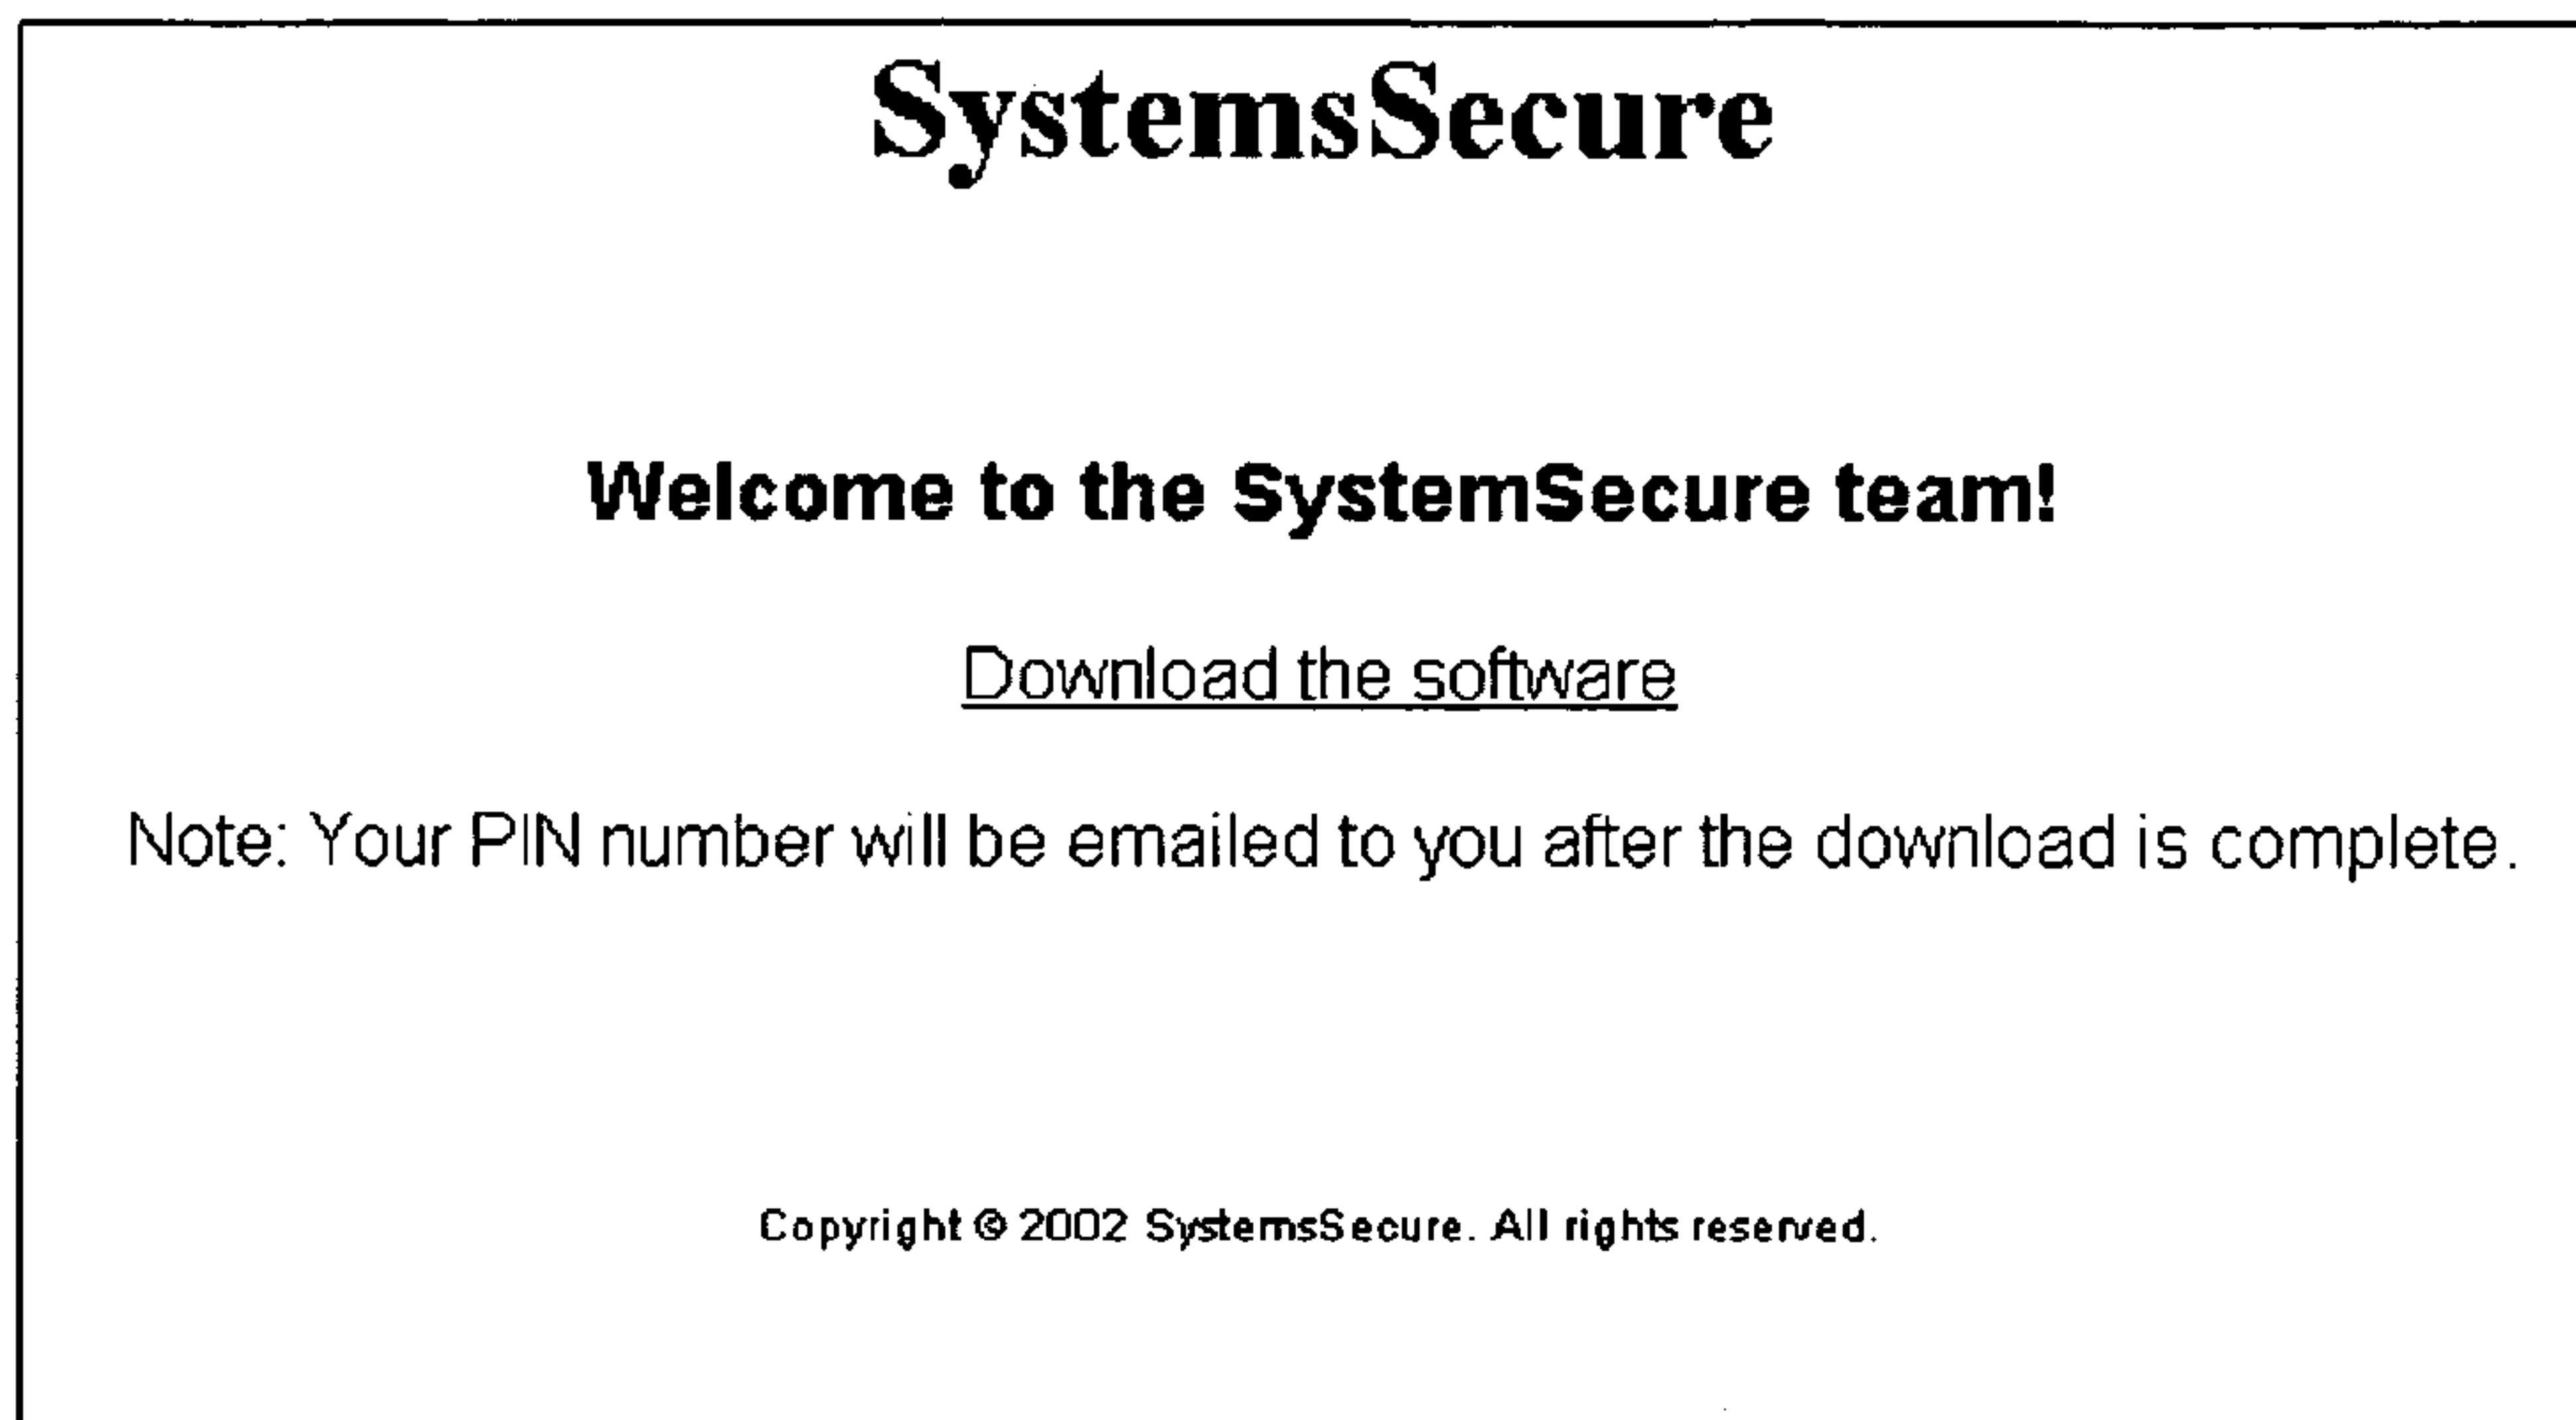 SystemsSecure
Welcome to the SystemSecure team!
Download the software
Note: Your PIN number will be emailed to you after the download is complete.
Copyright © 2002 SystemsSecure. All rights reserved.